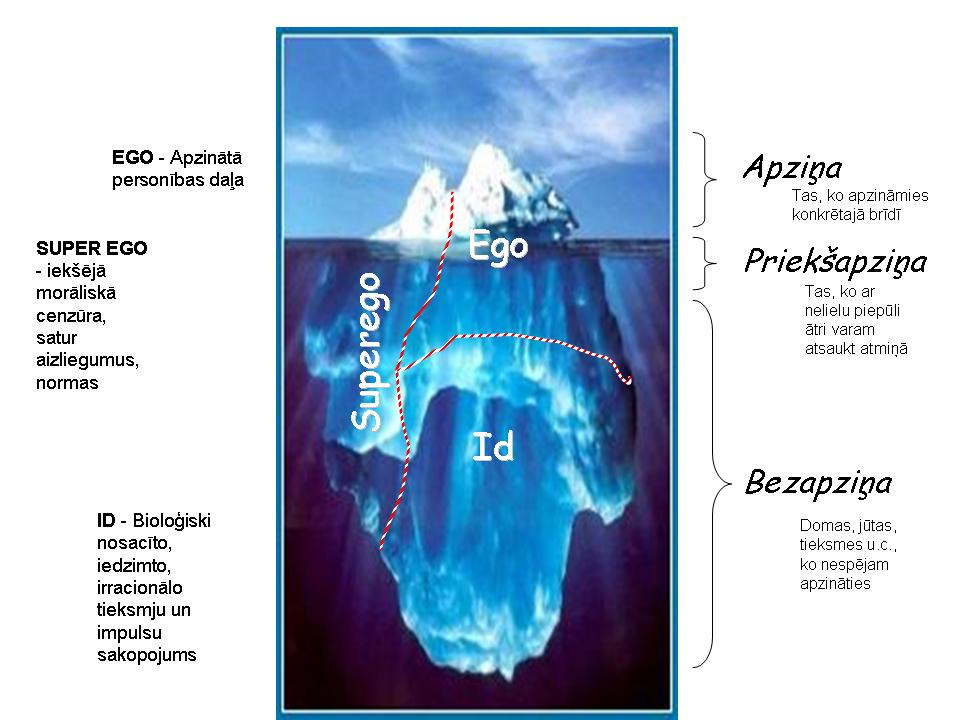 EGO - Apzinātā
personības daļa
SUPER EGO
- iekšējā
morāliskā
cenzūra,
satur
aizliegumus,
normas
ID - Bioloģiski
nosacīto,
iedzimto,
irracionālo
tieksmju un
impulsu
sakopojums
Ego
Superego
Id
Apziņa
Tas, ko apzināmies
konkrētajā brīdī
Priekšapziņa
Tas, ko ar
nelielu piepūli
ātri varam
atsaukt atmiņā
Bezapziņa
Domas, jūtas,
tieksmes u.c.,
ko nespējam
apzināties